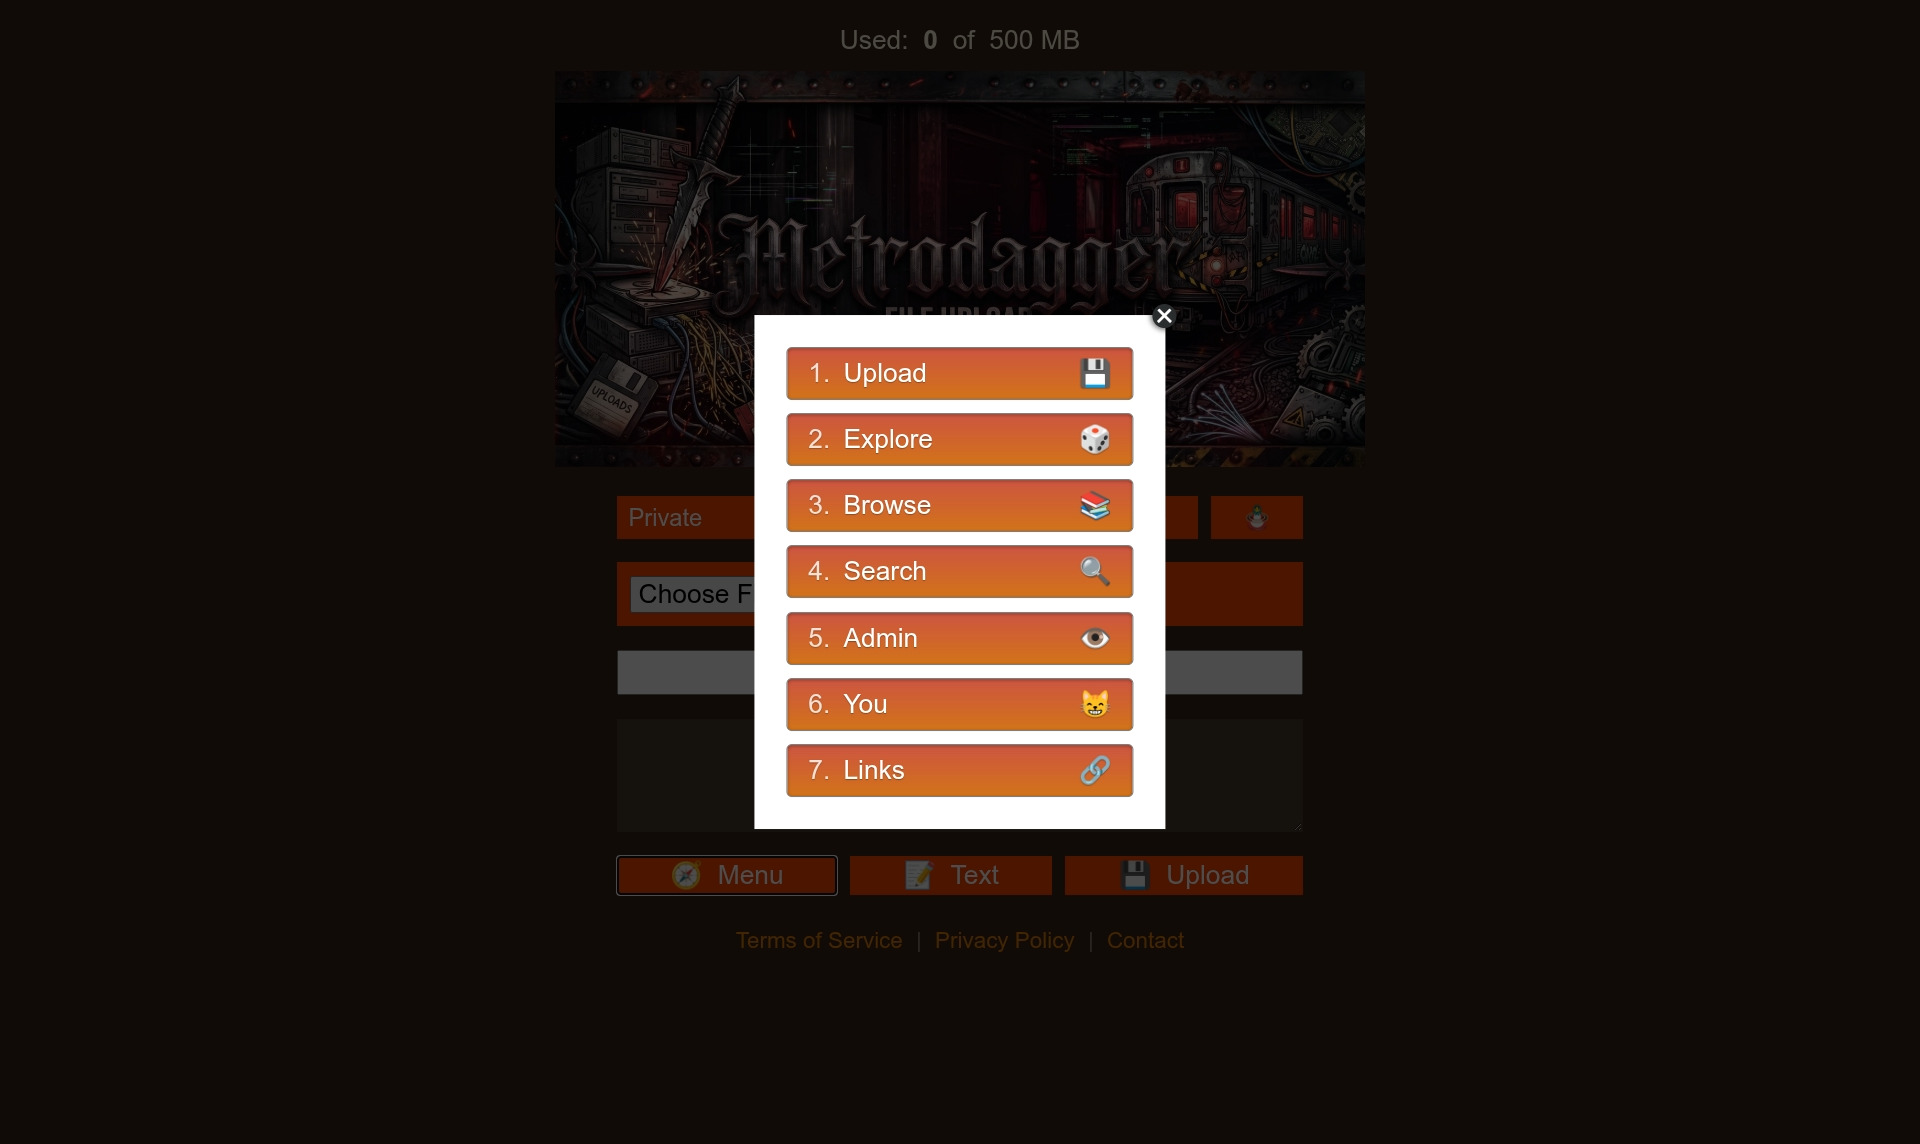 Used: 0 of 500 MB
Metrodagger
UPLOADS
1. Upload
2. Explore
3. Browse
4. Search
5. Admin
6. You
7. Links
Private
Choose F
Menu
Text
Upload
Terms of Service | Privacy Policy | Contact